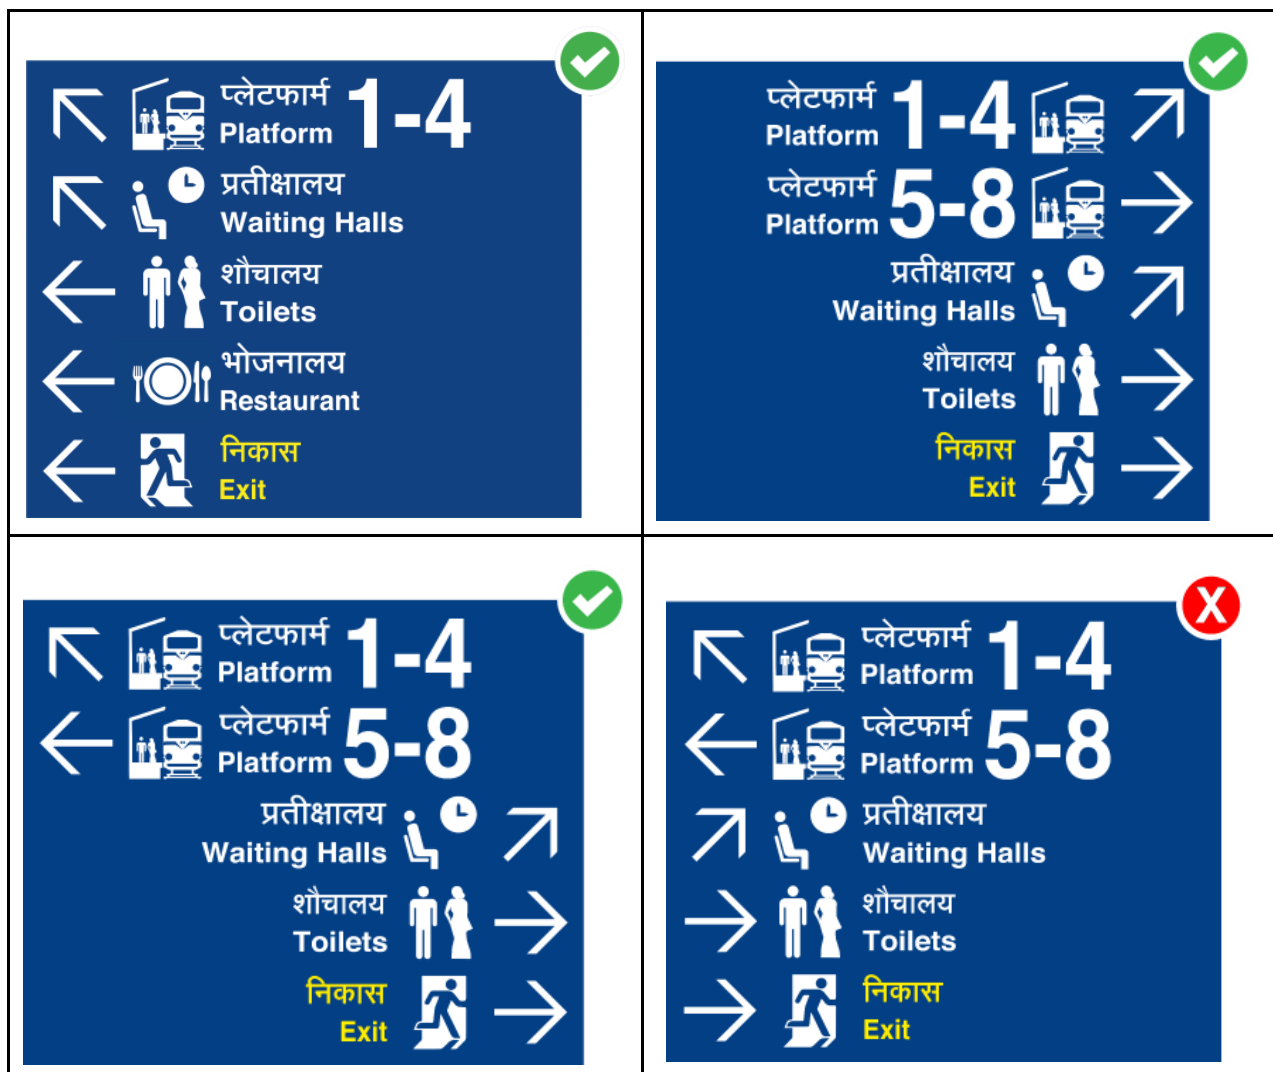 प्लेटफार्म
Platform 1-4
प्रतीक्षालय
Waiting Halls
शौचालय
Toilets
भोजनालय
Restaurant
निकास
Exit
प्लेटफार्म
Platform 1-4
प्लेटफार्म
Platform 5-8
प्रतीक्षालय
Waiting Halls
शौचालय
Toilets
निकास
Exit
प्लेटफार्म
Platform 1-4
प्लेटफार्म
Platform 5-8
प्रतीक्षालय
Waiting Halls
शौचालय
Toilets
निकास
Exit
X
प्लेटफार्म
Platform 1-4
प्लेटफार्म
Platform 5-8
प्रतीक्षालय
Waiting Halls
शौचालय
Toilets
निकास
Exit